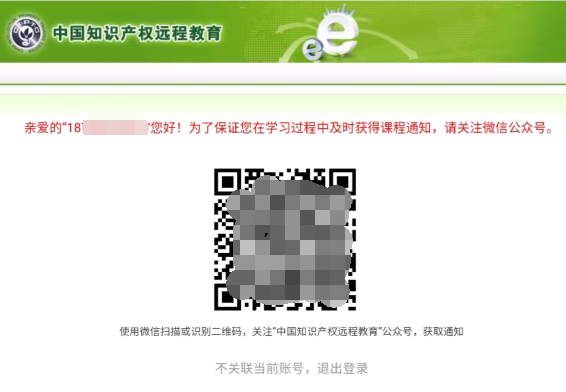 中国知识产权远程教育
亲爱的“18 ”您好！为了保证您在学习过程中及时获得课程通知，请关注微信公众号。
使用微信扫描或识别二维码，关注“中国知识产权远程教育”公众号，获取通知
不关联当前账号，退出登录